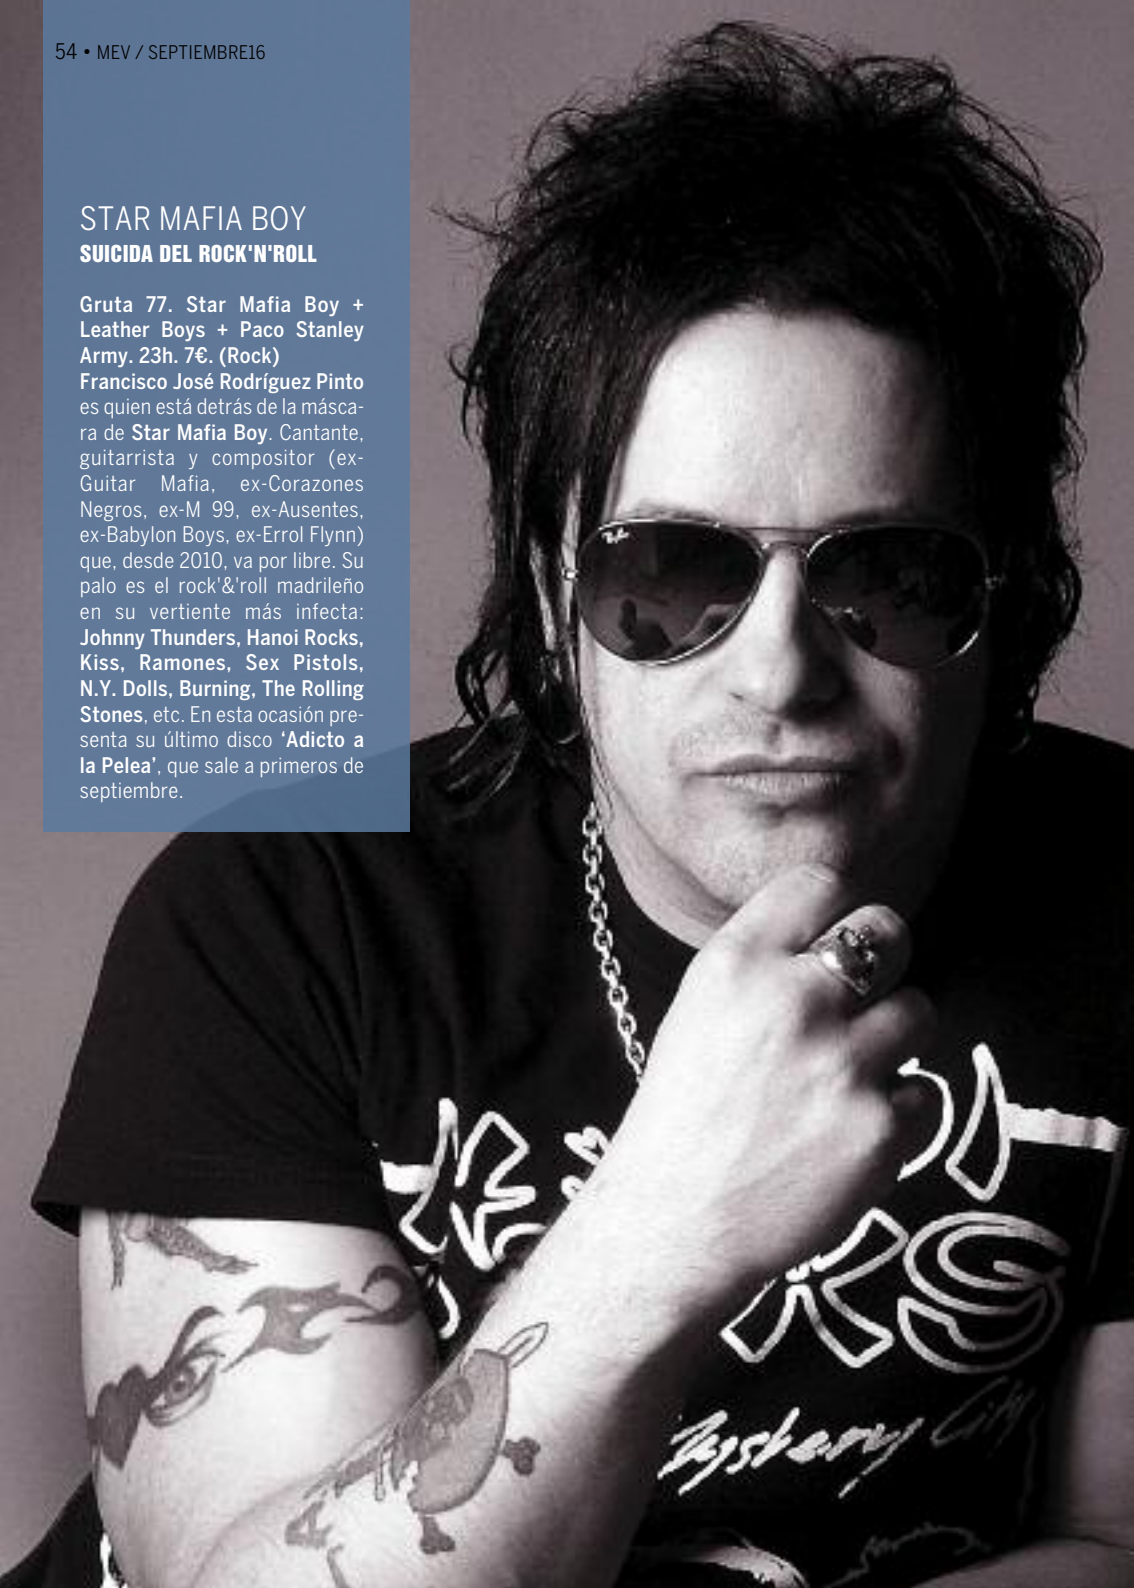 54 • MEV / SEPTIEMBRE16
STAR MAFIA BOY
SUICIDA DEL ROCK'N'ROLL
Gruta 77. Star Mafia Boy +
Leather Boys + Paco Stanley
Army. 23h. 7€. (Rock)
Francisco José Rodríguez Pinto
es quien está detrás de la másca-
ra de Star Mafia Boy. Cantante,
guitarrista y compositor (ex-
Guitar Mafia, ex-Corazones
Negros, ex-M 99, ex-Ausentes,
ex-Babylon Boys, ex-Errol Flynn)
que, desde 2010, va por libre. Su
palo es el rock'&'roll madrileño
en su vertiente más infecta:
Johnny Thunders, Hanoi Rocks,
Kiss, Ramones, Sex Pistols,
N.Y. Dolls, Burning, The Rolling
Stones, etc. En esta ocasión pre-
senta su último disco ‘Adicto a
la Pelea’, que sale a primeros de
septiembre.
Ray-Ban
Mystery City